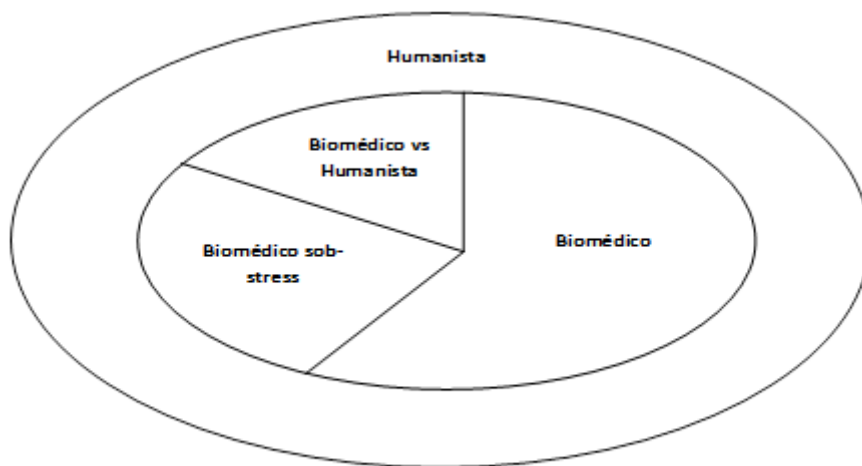 Humanista
Biomédico vs
Humanista
Biomédico sob-
stress
Biomédico